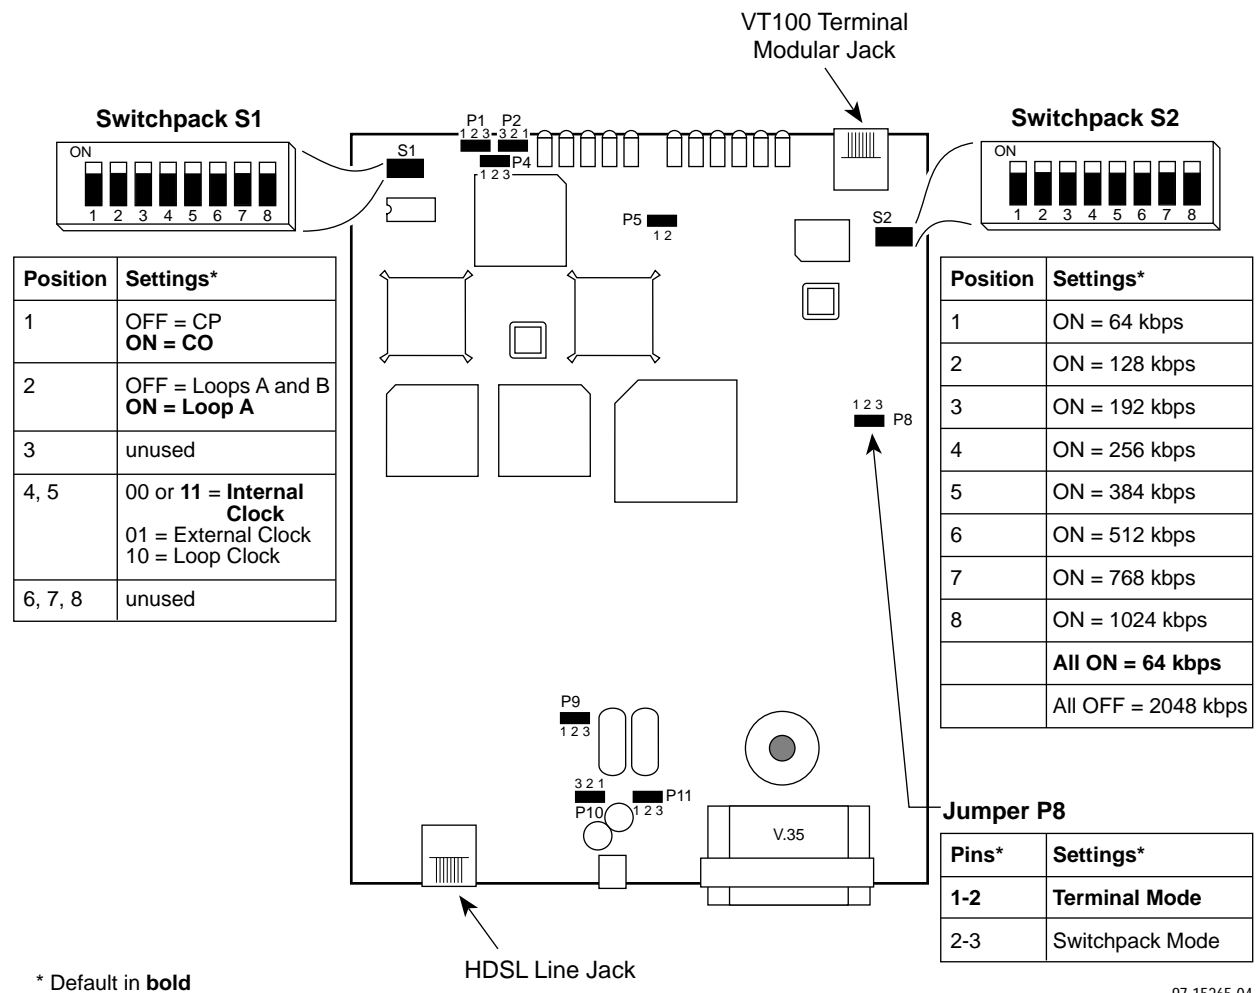 VT100 Terminal
Modular Jack
Switchpack S1
ON
1 2 3 4 5 6 7 8
Position Settings*
1 OFF = CP
ON = CO
2 OFF = Loops A and B
ON = Loop A
3 unused
4, 5 00 or 11 = Internal
Clock
01 = External Clock
10 = Loop Clock
6, 7, 8 unused
S1
P1 P2
1 2 3 3 2 1
P4
1 2 3
P5
1 2
S2
1 2 3
P8
P9
1 2 3
3 2 1
P10
P11
1 2 3
V.35
HDSL Line Jack
Switchpack S2
ON
1 2 3 4 5 6 7 8
Position Settings*
1 ON = 64 kbps
2 ON = 128 kbps
3 ON = 192 kbps
4 ON = 256 kbps
5 ON = 384 kbps
6 ON = 512 kbps
7 ON = 768 kbps
8 ON = 1024 kbps
All ON = 64 kbps
All OFF = 2048 kbps
Jumper P8
Pins* Settings*
1-2 Terminal Mode
2-3 Switchpack Mode
* Default in bold
97-15265-04